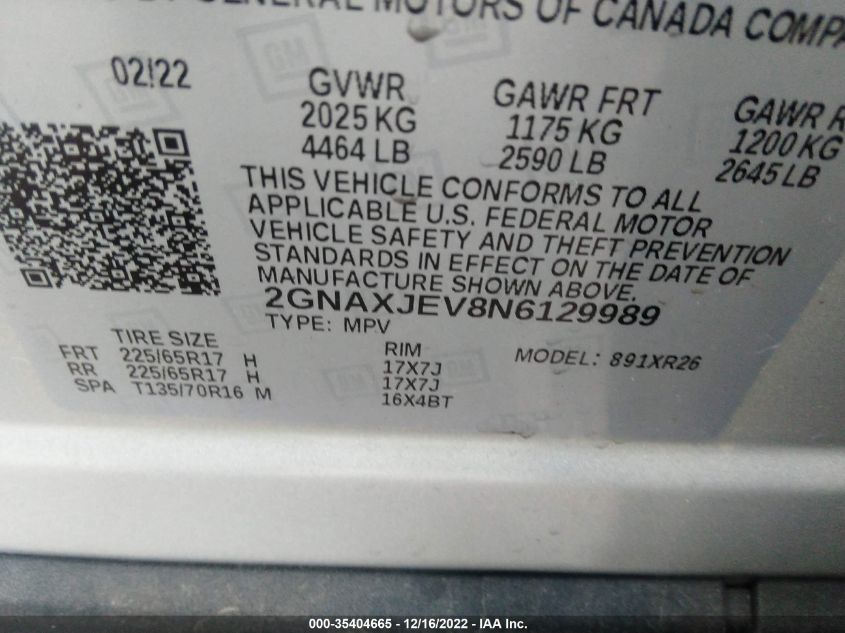 GENERAL MOTORS OF CANADA
02/22
GVWR
2025 KG
4464 LB
GAWR FRT
1175 KG
2590 LB
GAWR
1200 KG
2645 LB
THIS VEHICLE CONFORMS TO ALL
APPLICABLE U.S. FEDERAL MOTOR
VEHICLE SAFETY AND THEFT PREVENTION
STANDARDS IN EFFECT ON THE DATE OF
MANUFACTURE SHOWN ABOVE.
2GNAXJEV8N6129989
TYPE: MPV
MODEL: 891XR26
TIRE SIZE
FRT 225/65R17 H
RR 225/65R17 H
SPA T135/70R16 M
RIM
17X7J
17X7J
16X4BT
GM
GM
GM
000-35404665 - 12/16/2022 - IAA Inc.